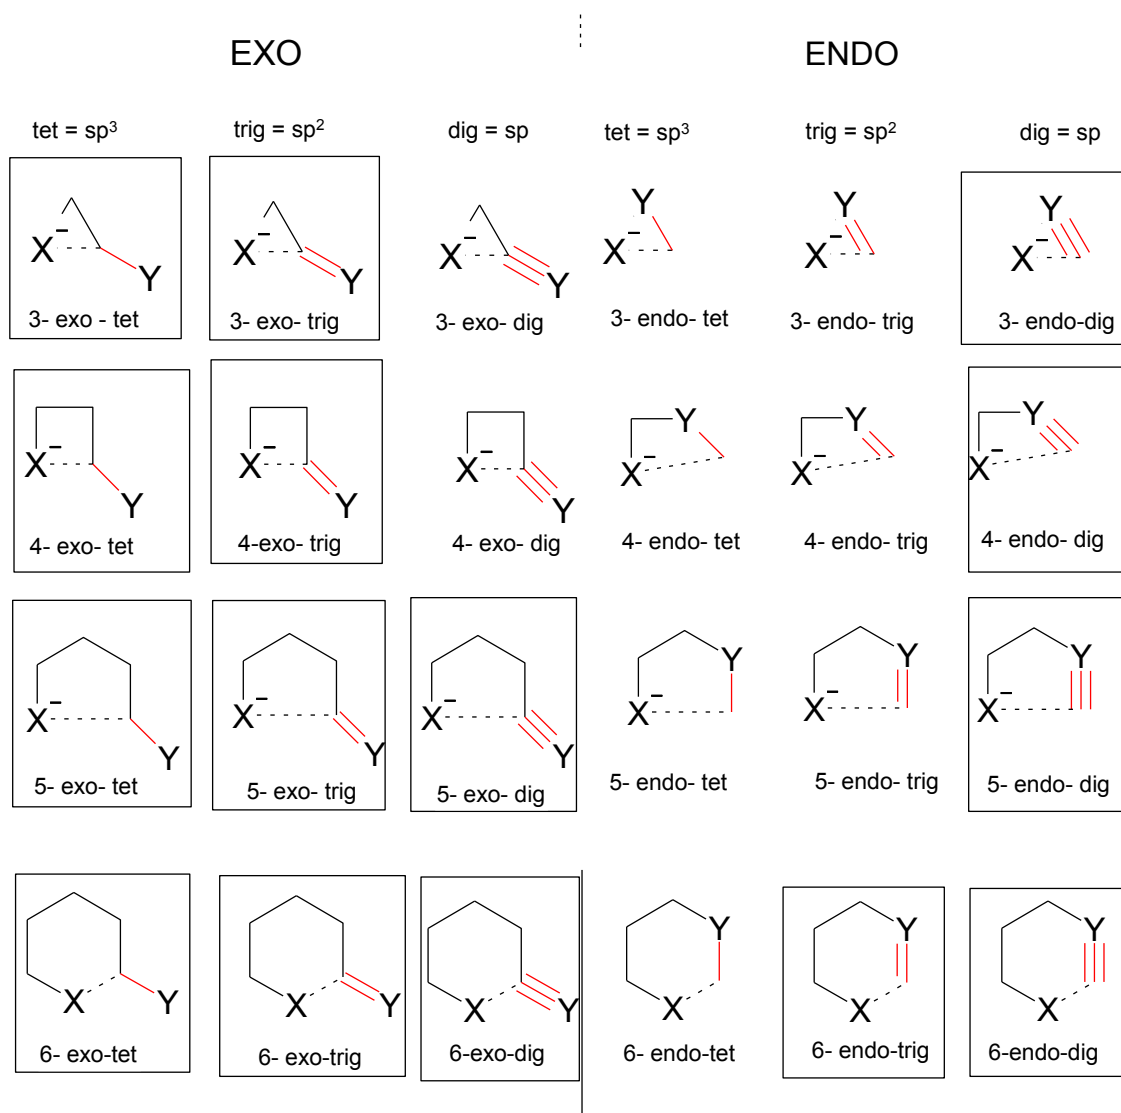 EXO ENDO
tet = sp³ trig = sp² dig = sp tet = sp³ trig = sp² dig = sp
X⁻ Y X⁻ Y X⁻ Y X⁻ Y X⁻ Y X⁻ Y
3- exo - tet 3- exo- trig 3- exo- dig 3- endo- tet 3- endo- trig 3- endo-dig
X⁻ Y X⁻ Y X⁻ Y X⁻ Y X⁻ Y X⁻ Y
4- exo- tet 4-exo- trig 4- exo- dig 4- endo- tet 4- endo- trig 4- endo- dig
X⁻ Y X⁻ Y X⁻ Y X⁻ Y X⁻ Y X⁻ Y
5- exo- tet 5- exo- trig 5- exo- dig 5- endo- tet 5- endo- trig 5- endo- dig
X Y X Y X Y X Y X Y X Y
6- exo-tet 6- exo-trig 6-exo-dig 6- endo-tet 6- endo-trig 6-endo-dig